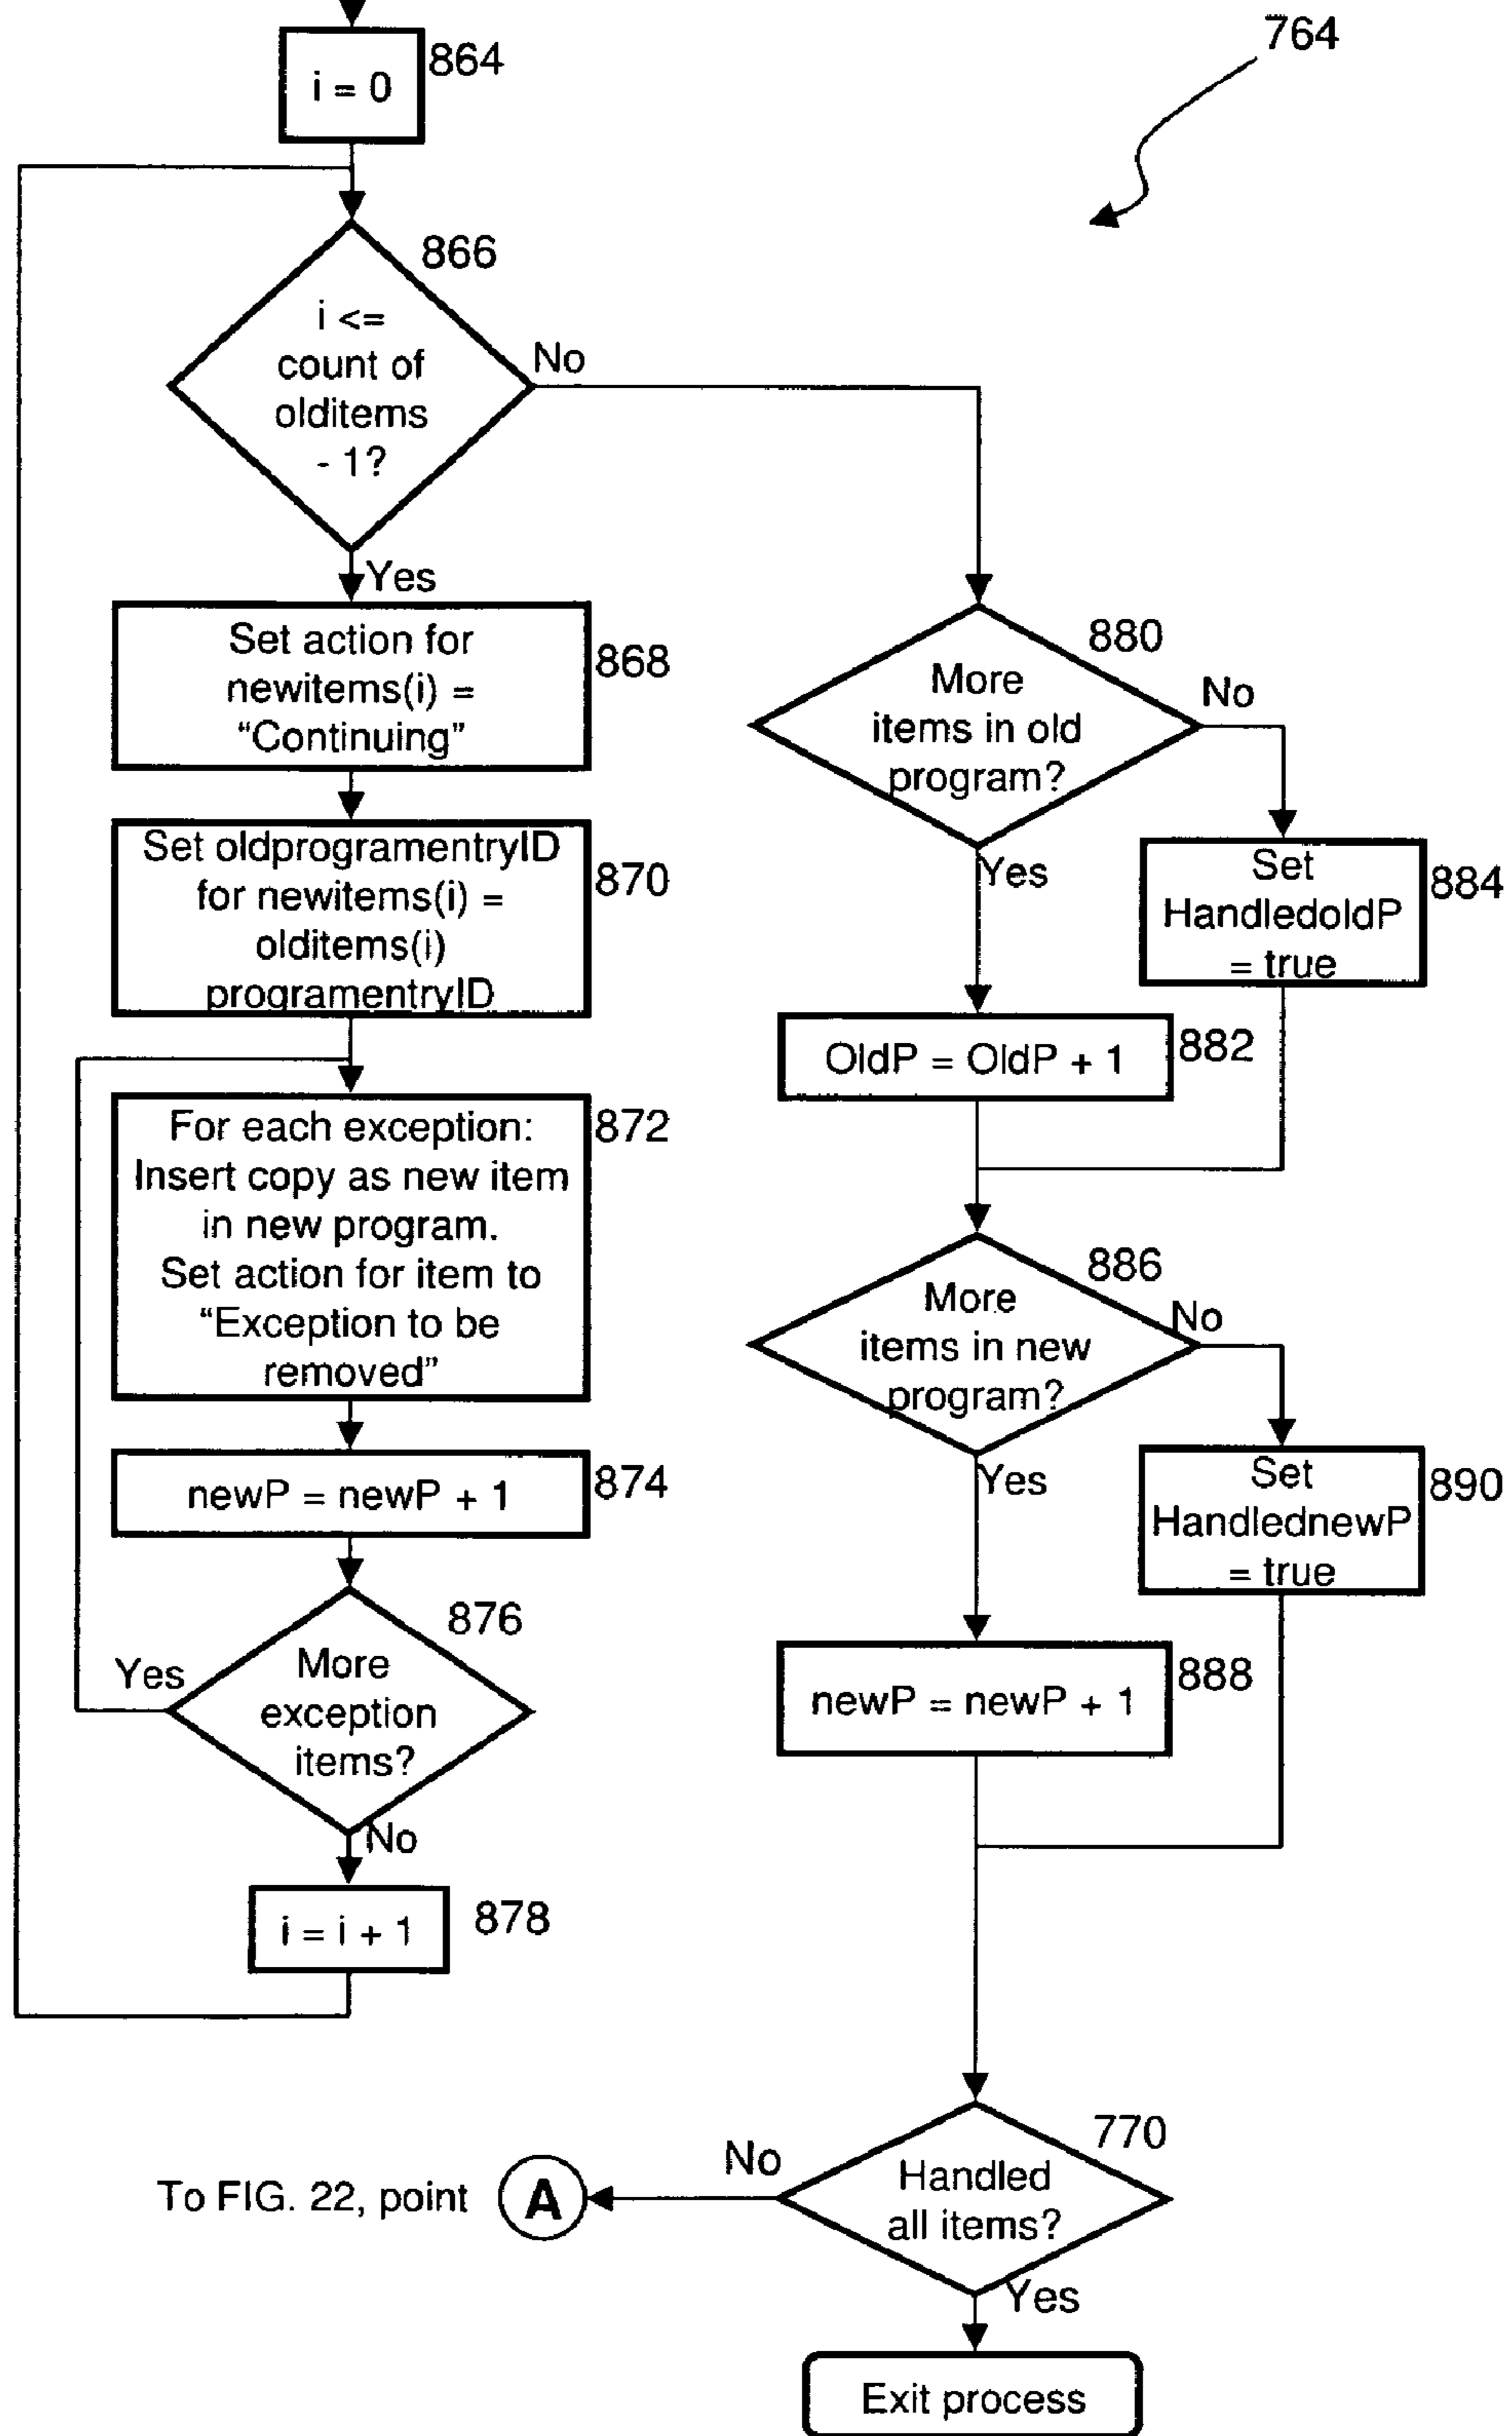 764
864
i = 0
866
i <=
count of
olditems
- 1?
No
Yes
Set action for
newitems(i) =
“Continuing”
868
Set oldprogramentryID
for newitems(i) =
olditems(i)
programentryID
870
For each exception:
Insert copy as new item
in new program.
Set action for item to
“Exception to be
removed”
872
newP = newP + 1
874
876
More
exception
items?
Yes
No
i = i + 1
878
880
More
items in old
program?
No
Yes
Set
HandledoldP
= true
884
OldP = OldP + 1
882
886
More
items in new
program?
No
Yes
Set
HandlednewP
= true
890
newP = newP + 1
888
770
Handled
all items?
No
To FIG. 22, point
A
Yes
Exit process